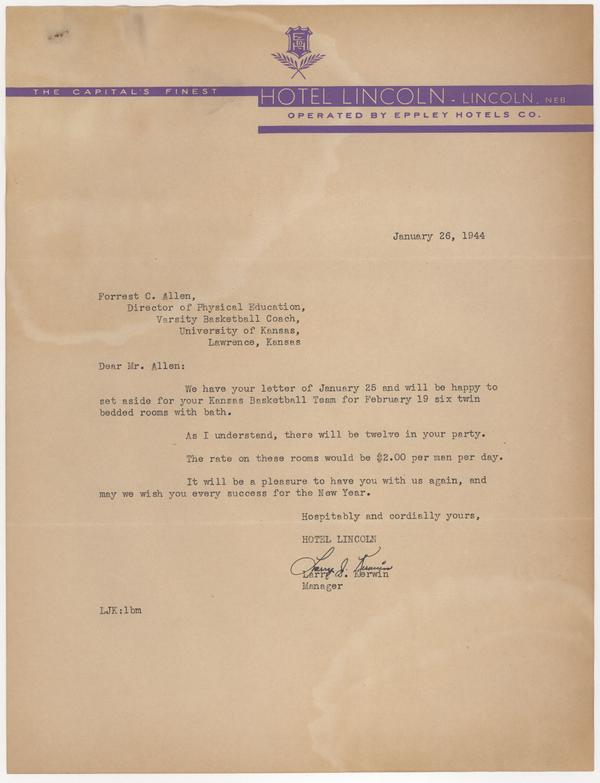 THE CAPITAL'S FINEST
HOTEL LINCOLN - LINCOLN, NEB
OPERATED BY EPPLEY HOTELS CO.
January 26, 1944
Forrest C. Allen,
Director of Physical Education,
Varsity Basketball Coach,
University of Kansas,
Lawrence, Kansas
Dear Mr. Allen:
We have your letter of January 25 and will be happy to
set aside for your Kansas Basketball Team for February 19 six twin
bedded rooms with bath.
As I understand, there will be twelve in your party.
The rate on these rooms would be $2.00 per man per day.
It will be a pleasure to have you with us again, and
may we wish you every success for the New Year.
Hospitably and cordially yours,
HOTEL LINCOLN
Larry J. Kerwin
Larry J. Kerwin
Manager
LJK:lbm